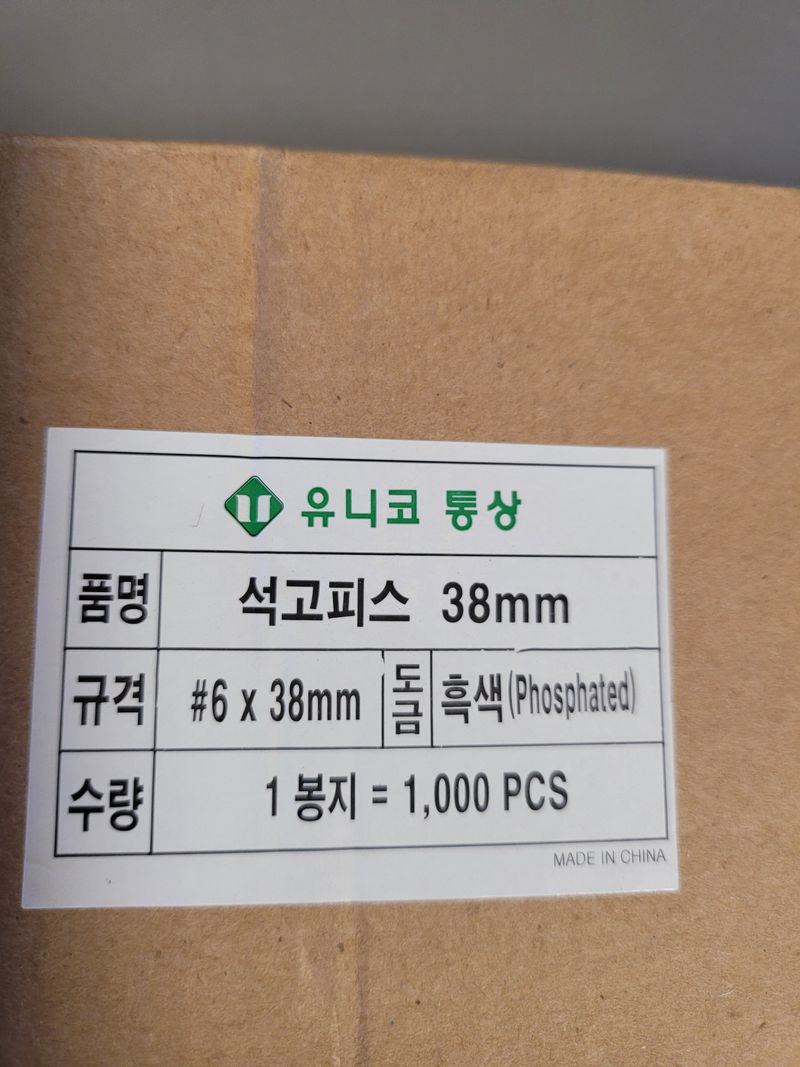 유니코 통상
품명 석고피스 38mm
규격 #6 x 38mm 도금 흑색(Phosphated)
수량 1 봉지 = 1,000 PCS
MADE IN CHINA